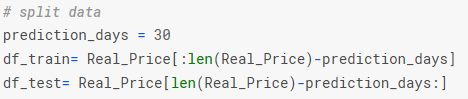 # split data
prediction_days = 30
df_train= Real_Price[:len(Real_Price)-prediction_days]
df_test= Real_Price[len(Real_Price)-prediction_days:]